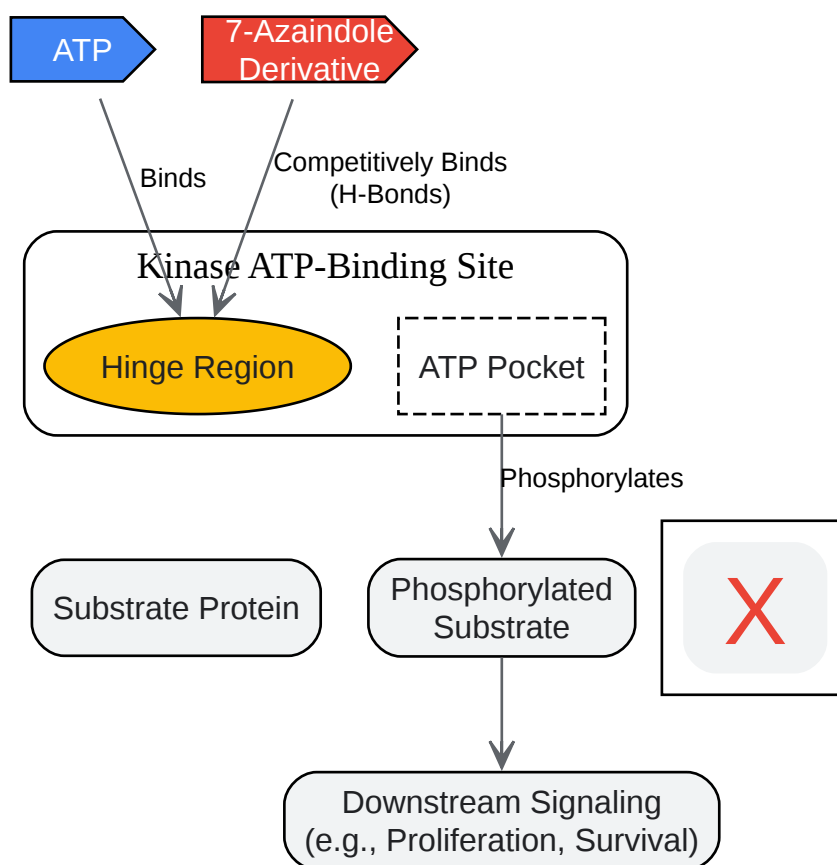 ATP
7-Azaindole
Derivative
Binds
Competitively Binds
(H-Bonds)
Kinase ATP-Binding Site
Hinge Region
ATP Pocket
Phosphorylates
Substrate Protein
Phosphorylated
Substrate
X
Downstream Signaling
(e.g., Proliferation, Survival)